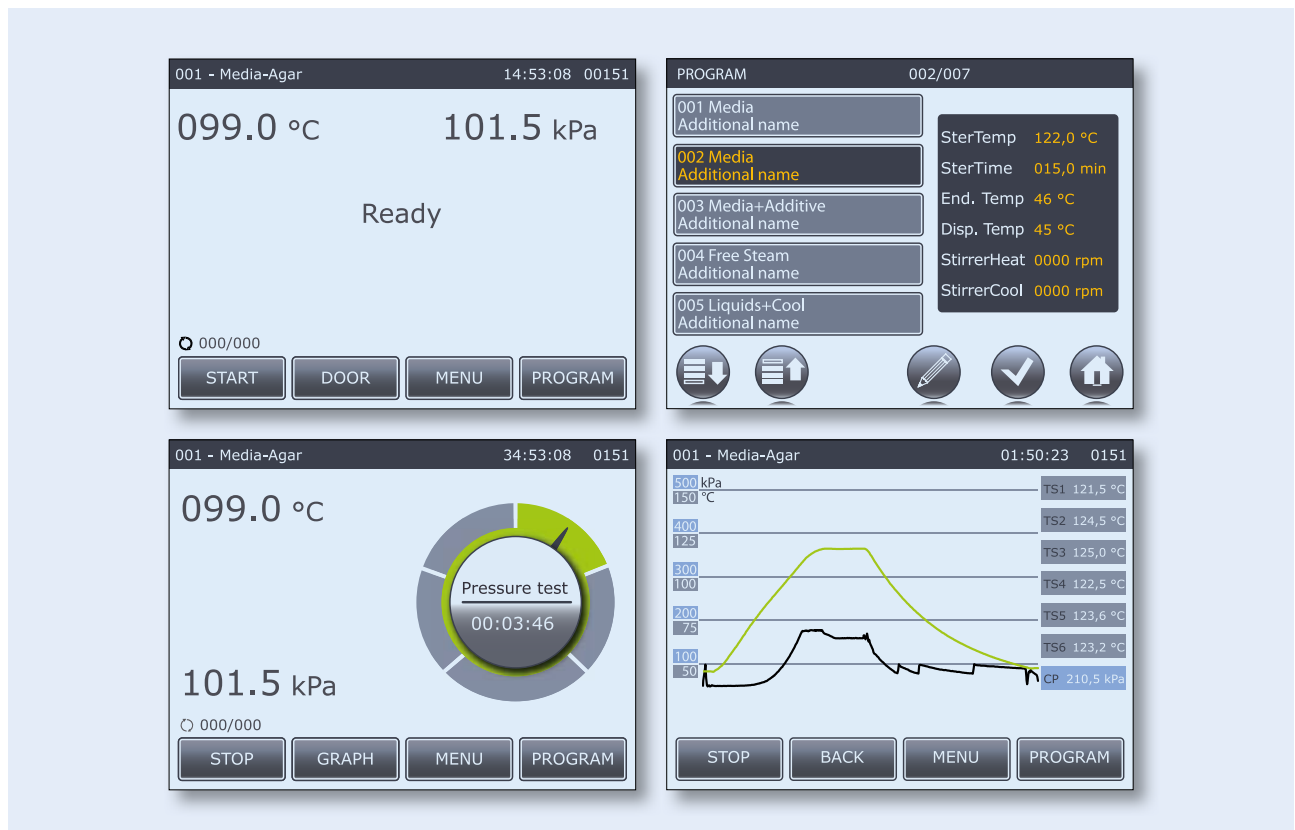 001 - Media-Agar 14:53:08 00151
099.0 °C 101.5 kPa
Ready
000/000
START DOOR MENU PROGRAM
PROGRAM 002/007
001 Media
Additional name
002 Media
Additional name
003 Media+Additive
Additional name
004 Free Steam
Additional name
005 Liquids+Cool
Additional name
SterTemp 122,0 °C
SterTime 015,0 min
End. Temp 46 °C
Disp. Temp 45 °C
StirrerHeat 0000 rpm
StirrerCool 0000 rpm
001 - Media-Agar 34:53:08 0151
099.0 °C
Pressure test
00:03:46
101.5 kPa
000/000
STOP GRAPH MENU PROGRAM
001 - Media-Agar 01:50:23 0151
500 kPa
150 °C
400
125
300
100
200
75
100
50
TS1 121,5 °C
TS2 124,5 °C
TS3 125,0 °C
TS4 122,5 °C
TS5 123,6 °C
TS6 123,2 °C
CP 210,5 kPa
STOP BACK MENU PROGRAM